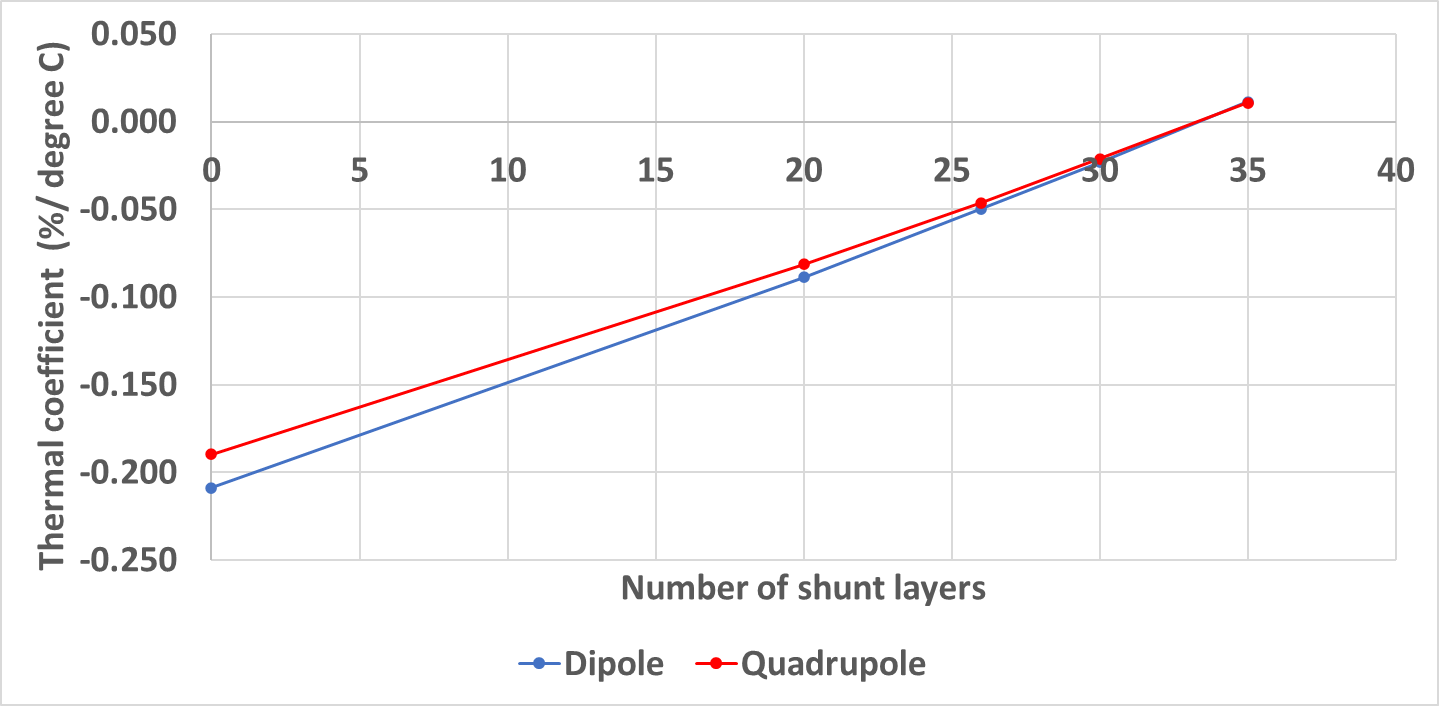 Thermal coefficient (%/ degree C)
0.050
0.000
-0.050
-0.100
-0.150
-0.200
-0.250
0 5 10 15 20 25 30 35 40
Number of shunt layers
Dipole Quadrupole